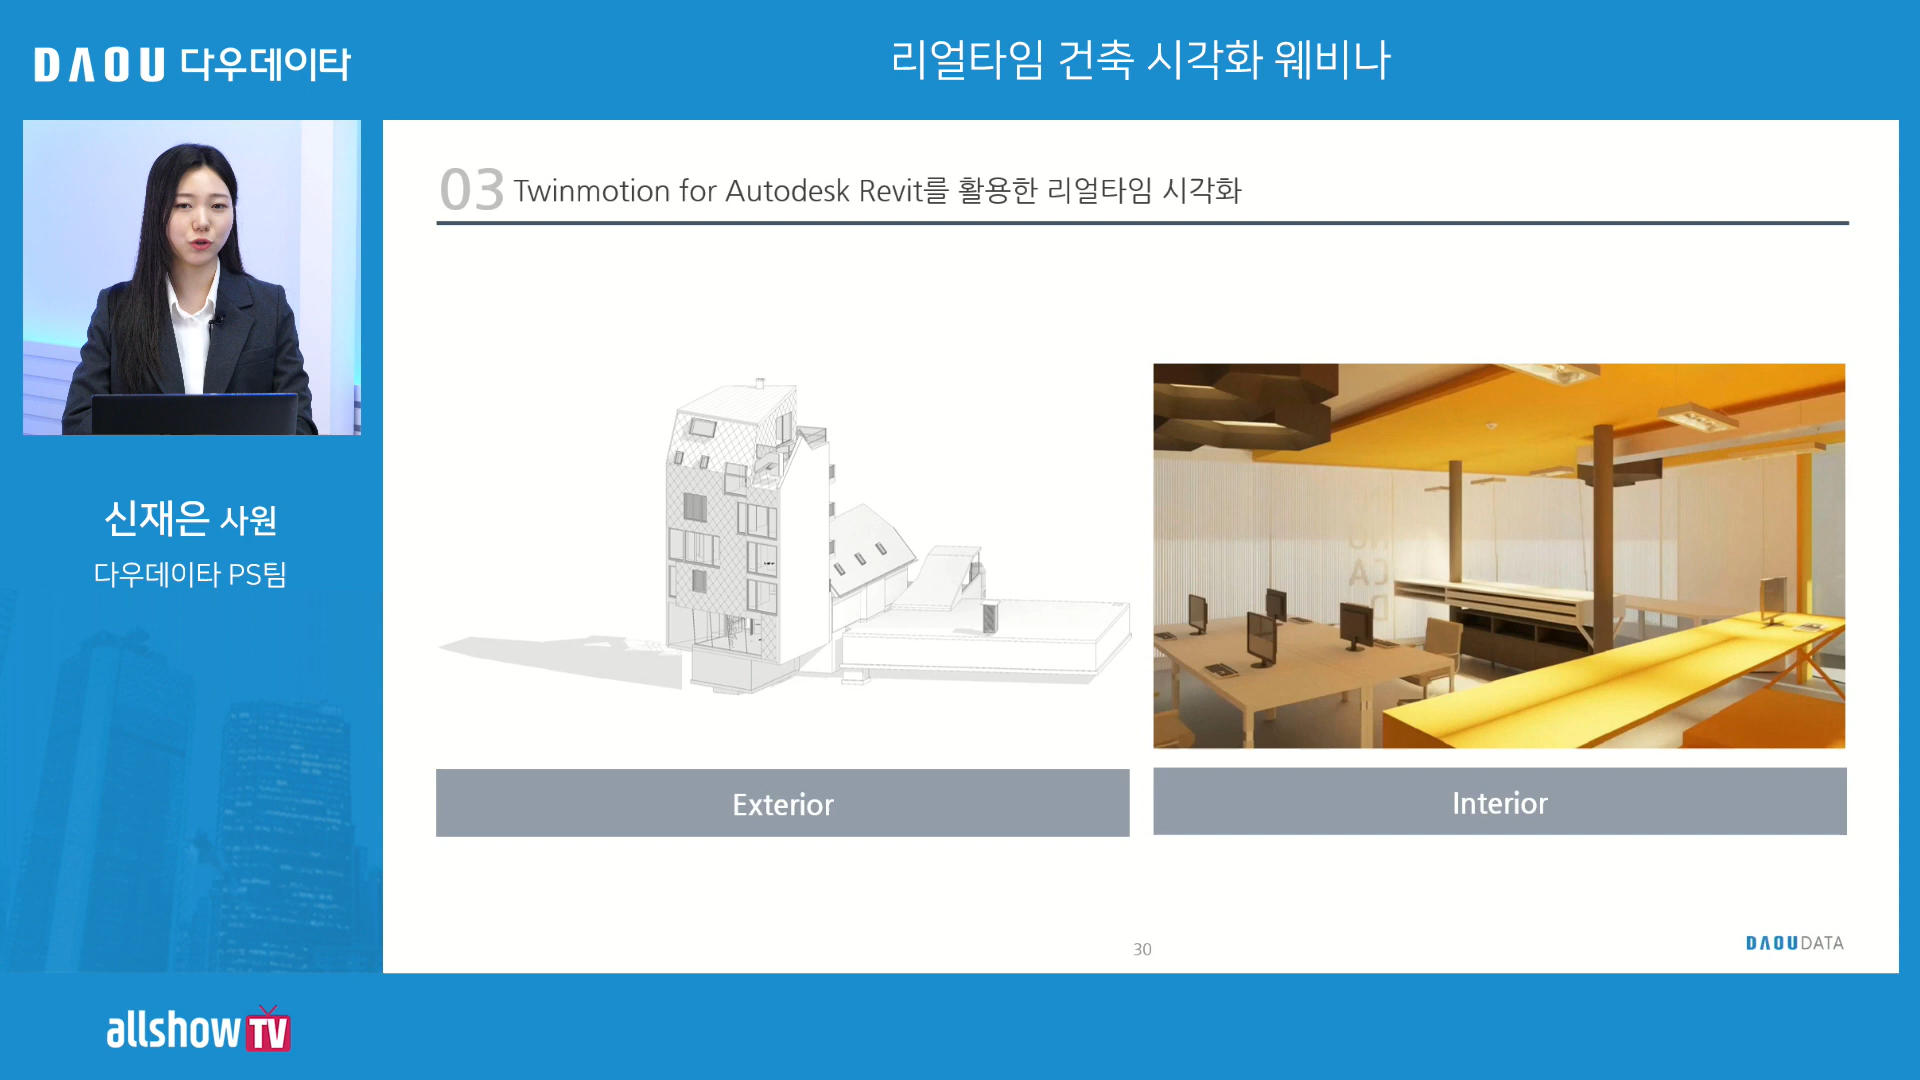 DAOU 다우데이타
리얼타임 건축 시각화 웨비나
신재은 사원
다우데이타 PS팀
03 Twinmotion for Autodesk Revit를 활용한 리얼타임 시각화
Exterior
Interior
30
DAOUDATA
allshowTV